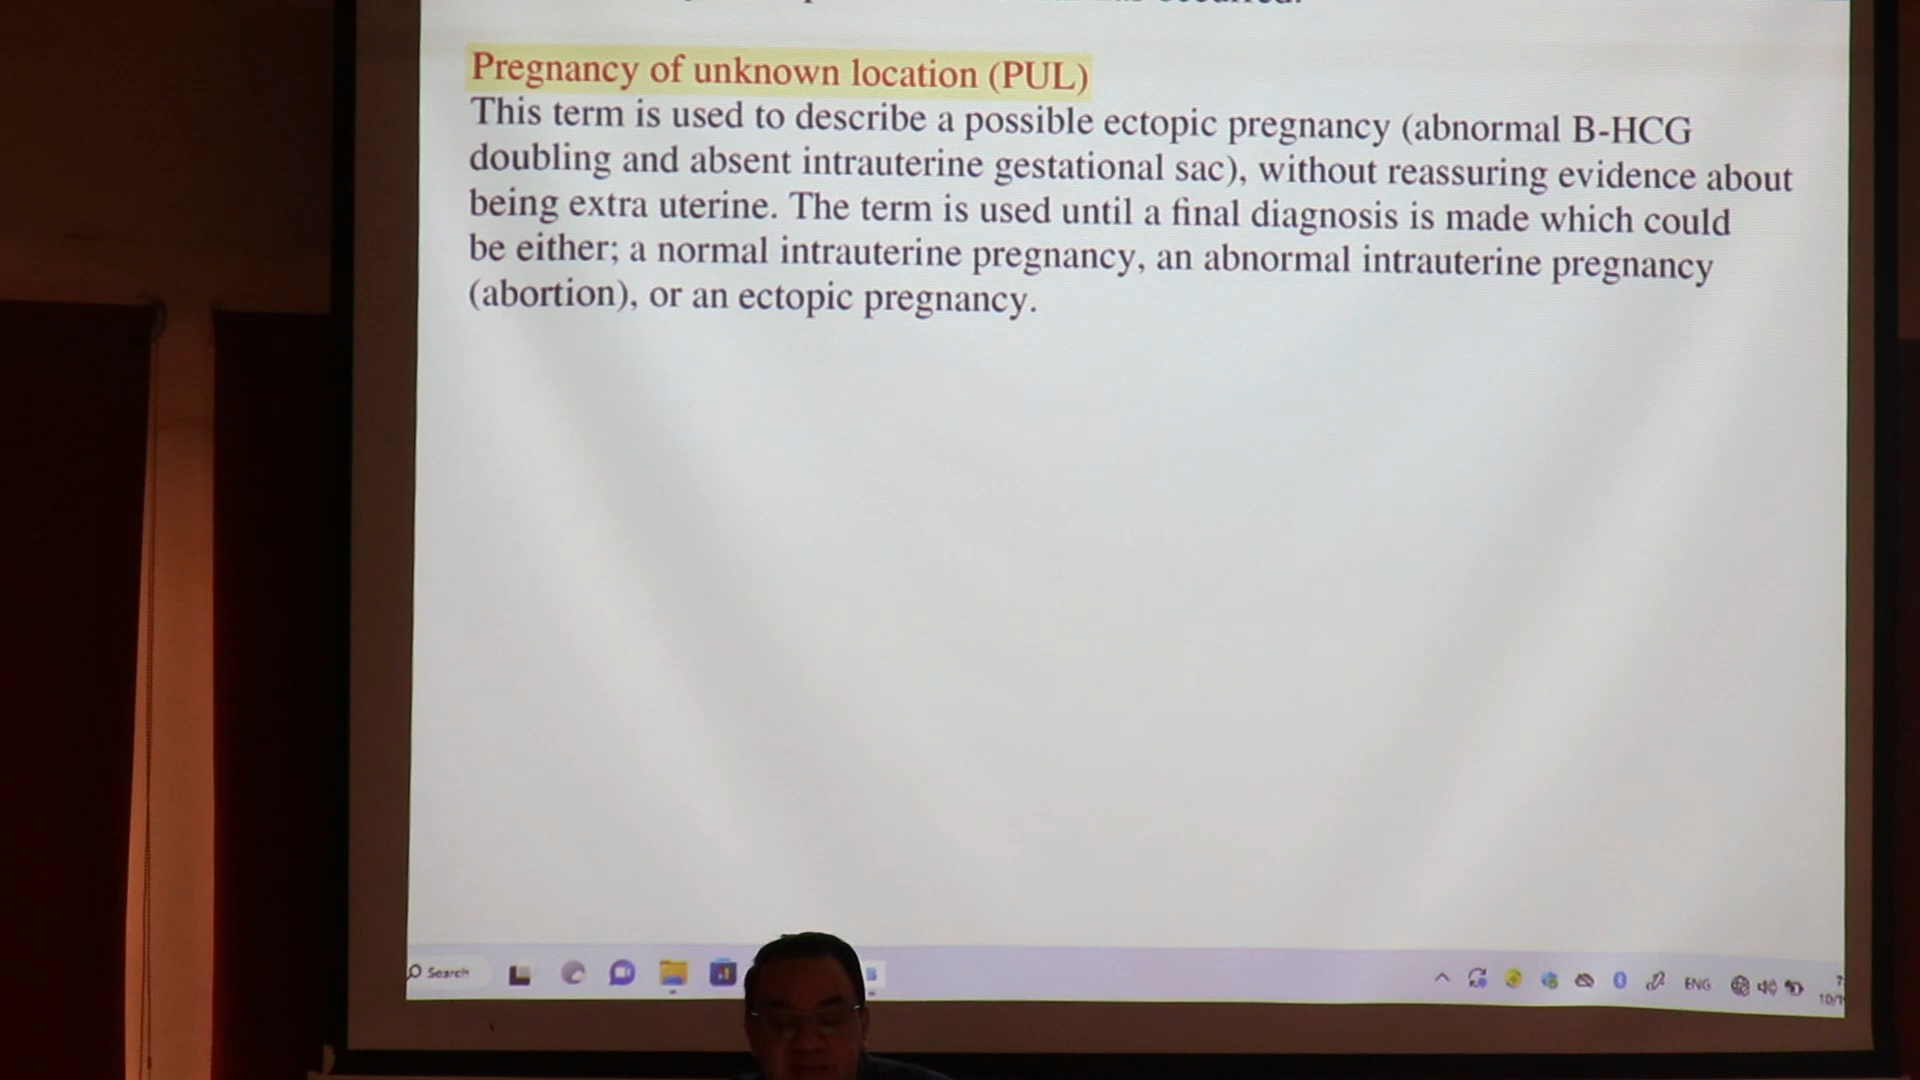 occurred.
Pregnancy of unknown location (PUL)
This term is used to describe a possible ectopic pregnancy (abnormal B-HCG
doubling and absent intrauterine gestational sac), without reassuring evidence about
being extra uterine. The term is used until a final diagnosis is made which could
be either; a normal intrauterine pregnancy, an abnormal intrauterine pregnancy
(abortion), or an ectopic pregnancy.
Search
ENG